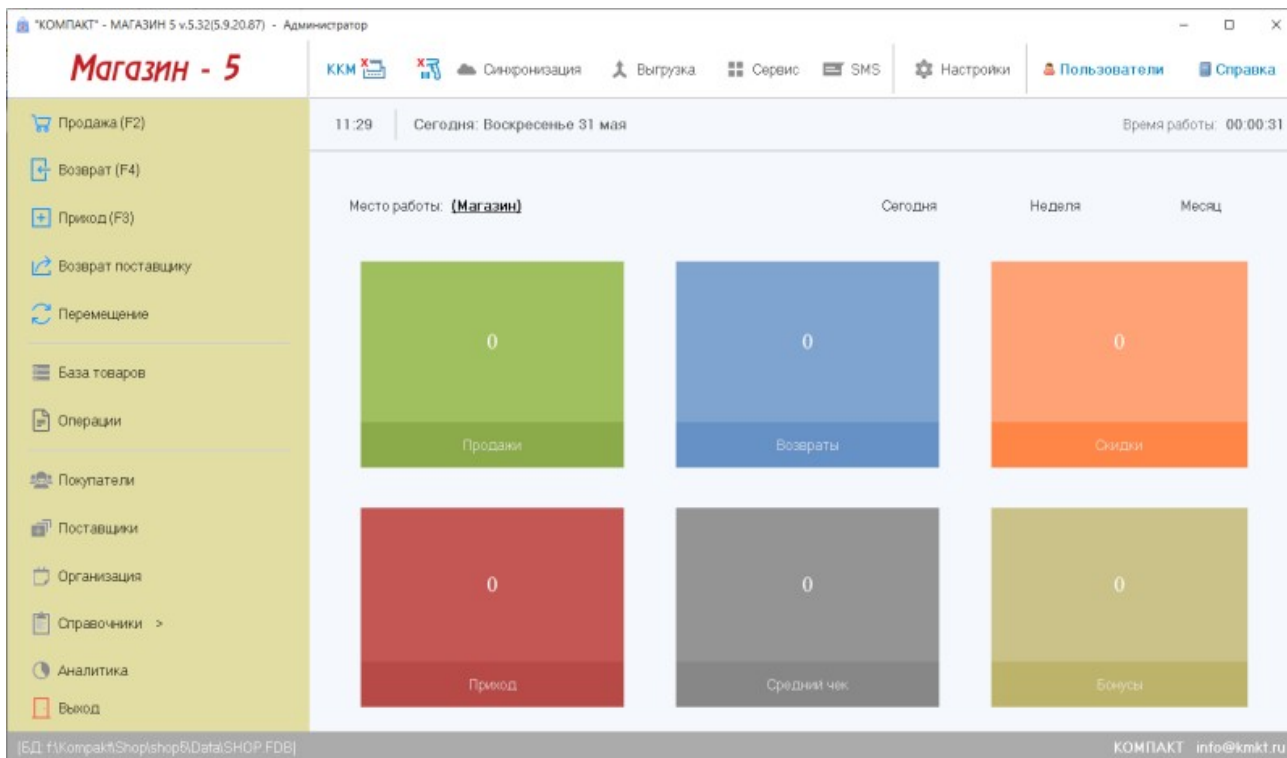 "КОМПАКТ" - МАГАЗИН 5 v.5.32(5.9.20.87) - Администратор
Магазин - 5
ККМ Синхронизация Выгрузка Сервис SMS Настройки Пользователи Справка
11:29 Сегодня: Воскресенье 31 мая Время работы: 00:00:31
Место работы: (Магазин) Сегодня Неделя Месяц
Продажа (F2)
Возврат (F4)
Приход (F3)
Возврат поставщику
Перемещение
База товаров
Операции
Покупатели
Поставщики
Организация
Справочники >
Аналитика
Выход
0 0 0
Продажи Возвраты Скидки
0 0 0
Приход Средний чек Бонусы
[БД: f:\Kompakt\Shop\shop5\Data\SHOP.FDB] КОМПАКТ info@kmkt.ru